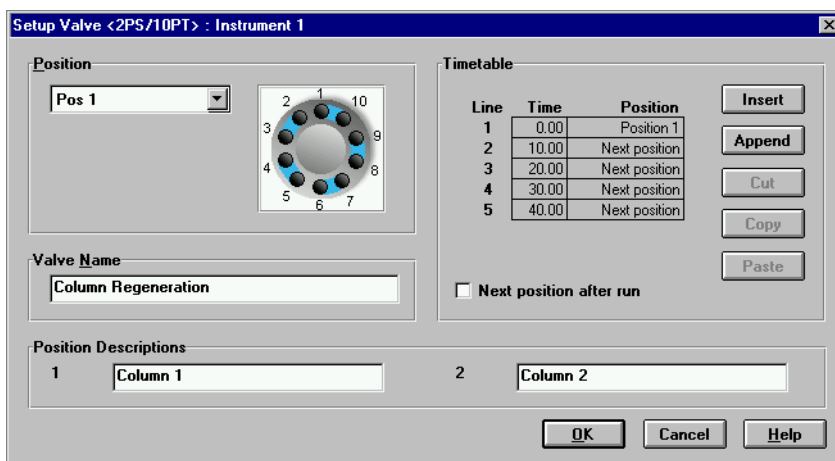 Setup Valve <2PS/10PT> : Instrument 1
Position
Pos 1
1
2
3
4
5
6
7
8
9
10
Valve Name
Column Regeneration
Timetable
Line Time Position
1 0.00 Position 1
2 10.00 Next position
3 20.00 Next position
4 30.00 Next position
5 40.00 Next position
Next position after run
Insert
Append
Cut
Copy
Paste
Position Descriptions
1 Column 1 2 Column 2
OK Cancel Help